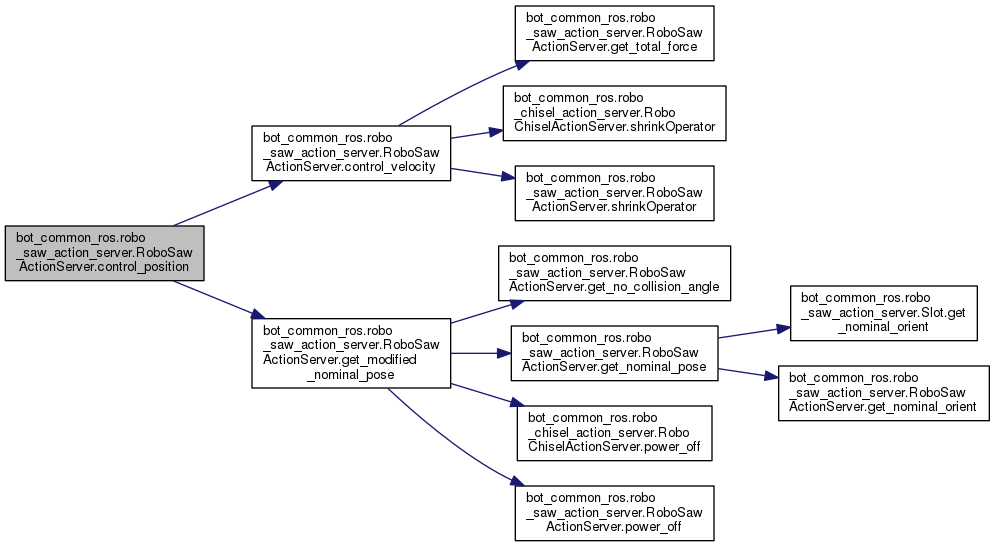 bot_common_ros.robo
_saw_action_server.RoboSaw
ActionServer.control_position
bot_common_ros.robo
_saw_action_server.RoboSaw
ActionServer.control_velocity
bot_common_ros.robo
_saw_action_server.RoboSaw
ActionServer.get_total_force
bot_common_ros.robo
_chisel_action_server.Robo
ChiselActionServer.shrinkOperator
bot_common_ros.robo
_saw_action_server.RoboSaw
ActionServer.shrinkOperator
bot_common_ros.robo
_saw_action_server.RoboSaw
ActionServer.get_modified
_nominal_pose
bot_common_ros.robo
_saw_action_server.RoboSaw
ActionServer.get_no_collision_angle
bot_common_ros.robo
_saw_action_server.RoboSaw
ActionServer.get_nominal_pose
bot_common_ros.robo
_saw_action_server.Slot.get
_nominal_orient
bot_common_ros.robo
_saw_action_server.RoboSaw
ActionServer.get_nominal_orient
bot_common_ros.robo
_chisel_action_server.Robo
ChiselActionServer.power_off
bot_common_ros.robo
_saw_action_server.RoboSaw
ActionServer.power_off